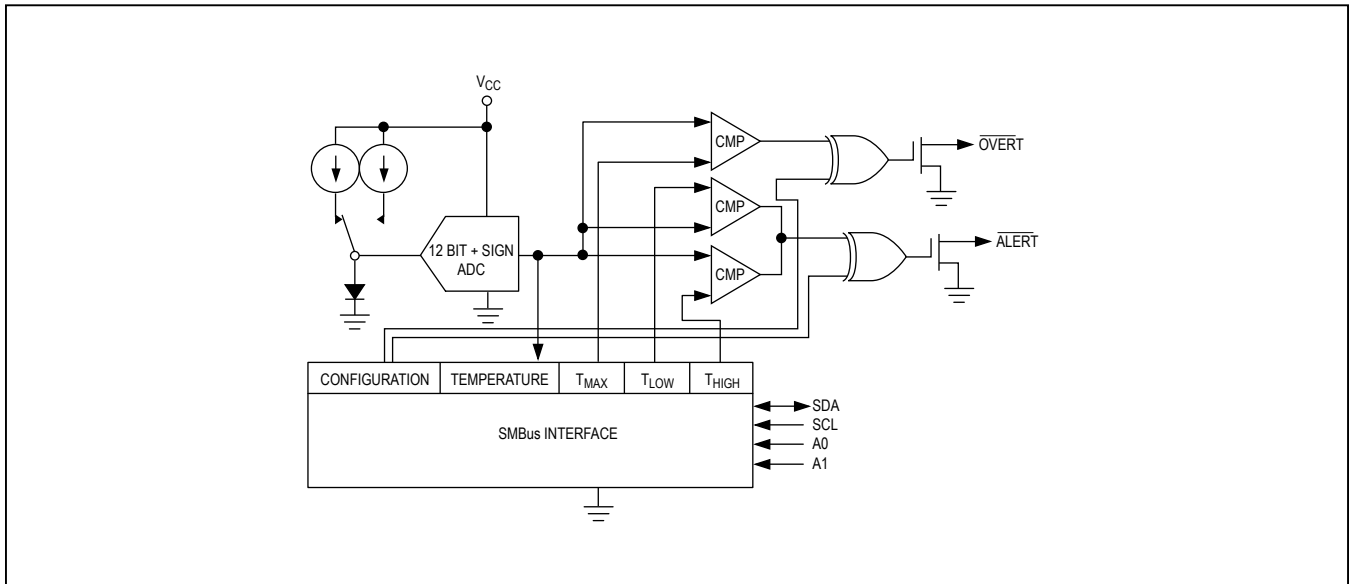 VCC
CMP
OVERT
CMP
ALERT
12 BIT + SIGN
ADC
CMP
CONFIGURATION TEMPERATURE TMAX TLOW THIGH
SMBus INTERFACE
SDA
SCL
A0
A1